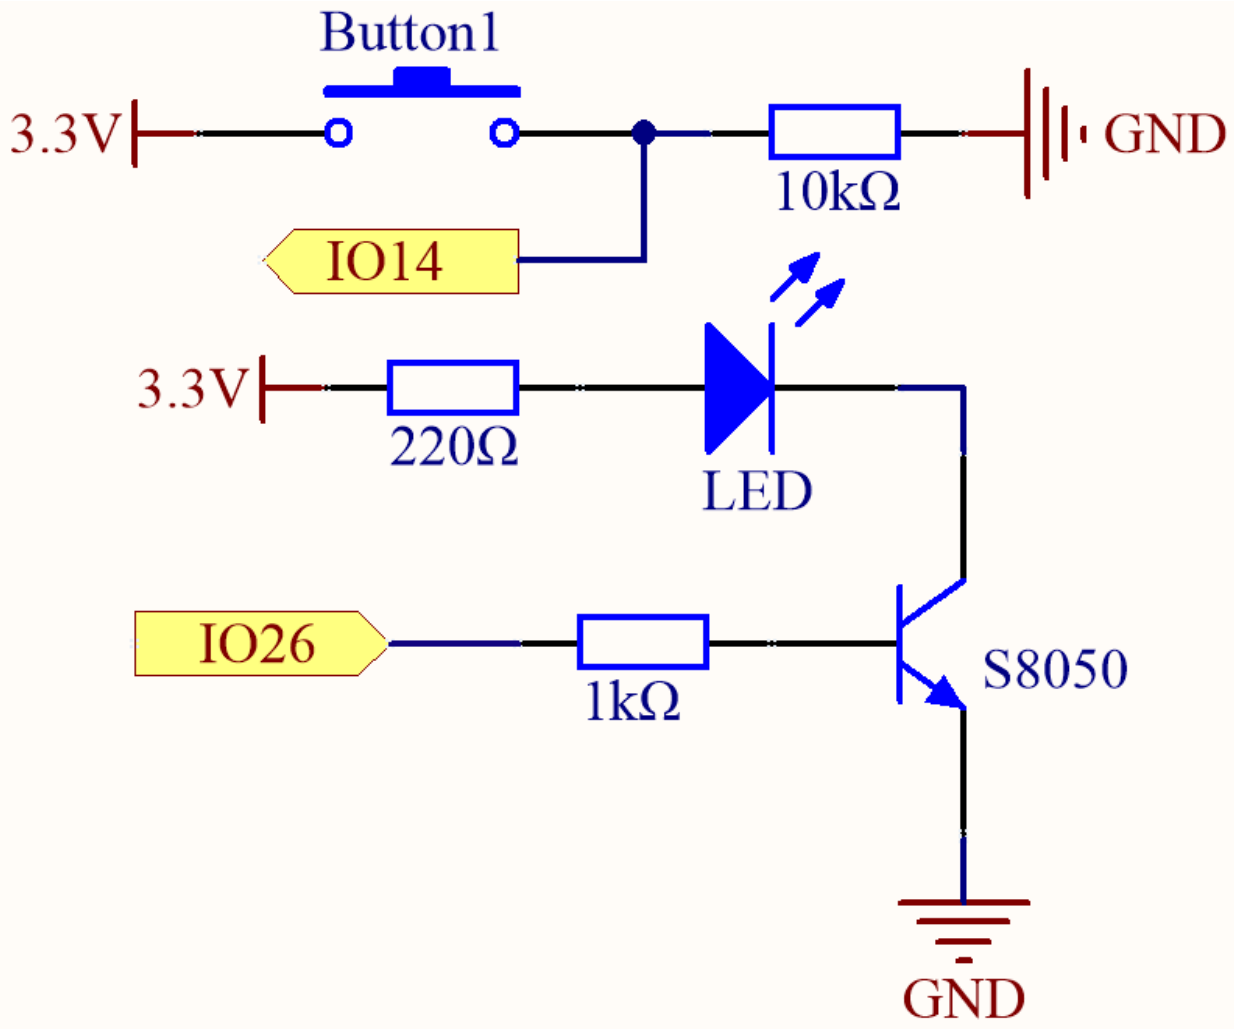 Button1
3.3V
GND
10kΩ
IO14
3.3V
220Ω
LED
IO26
1kΩ
S8050
GND